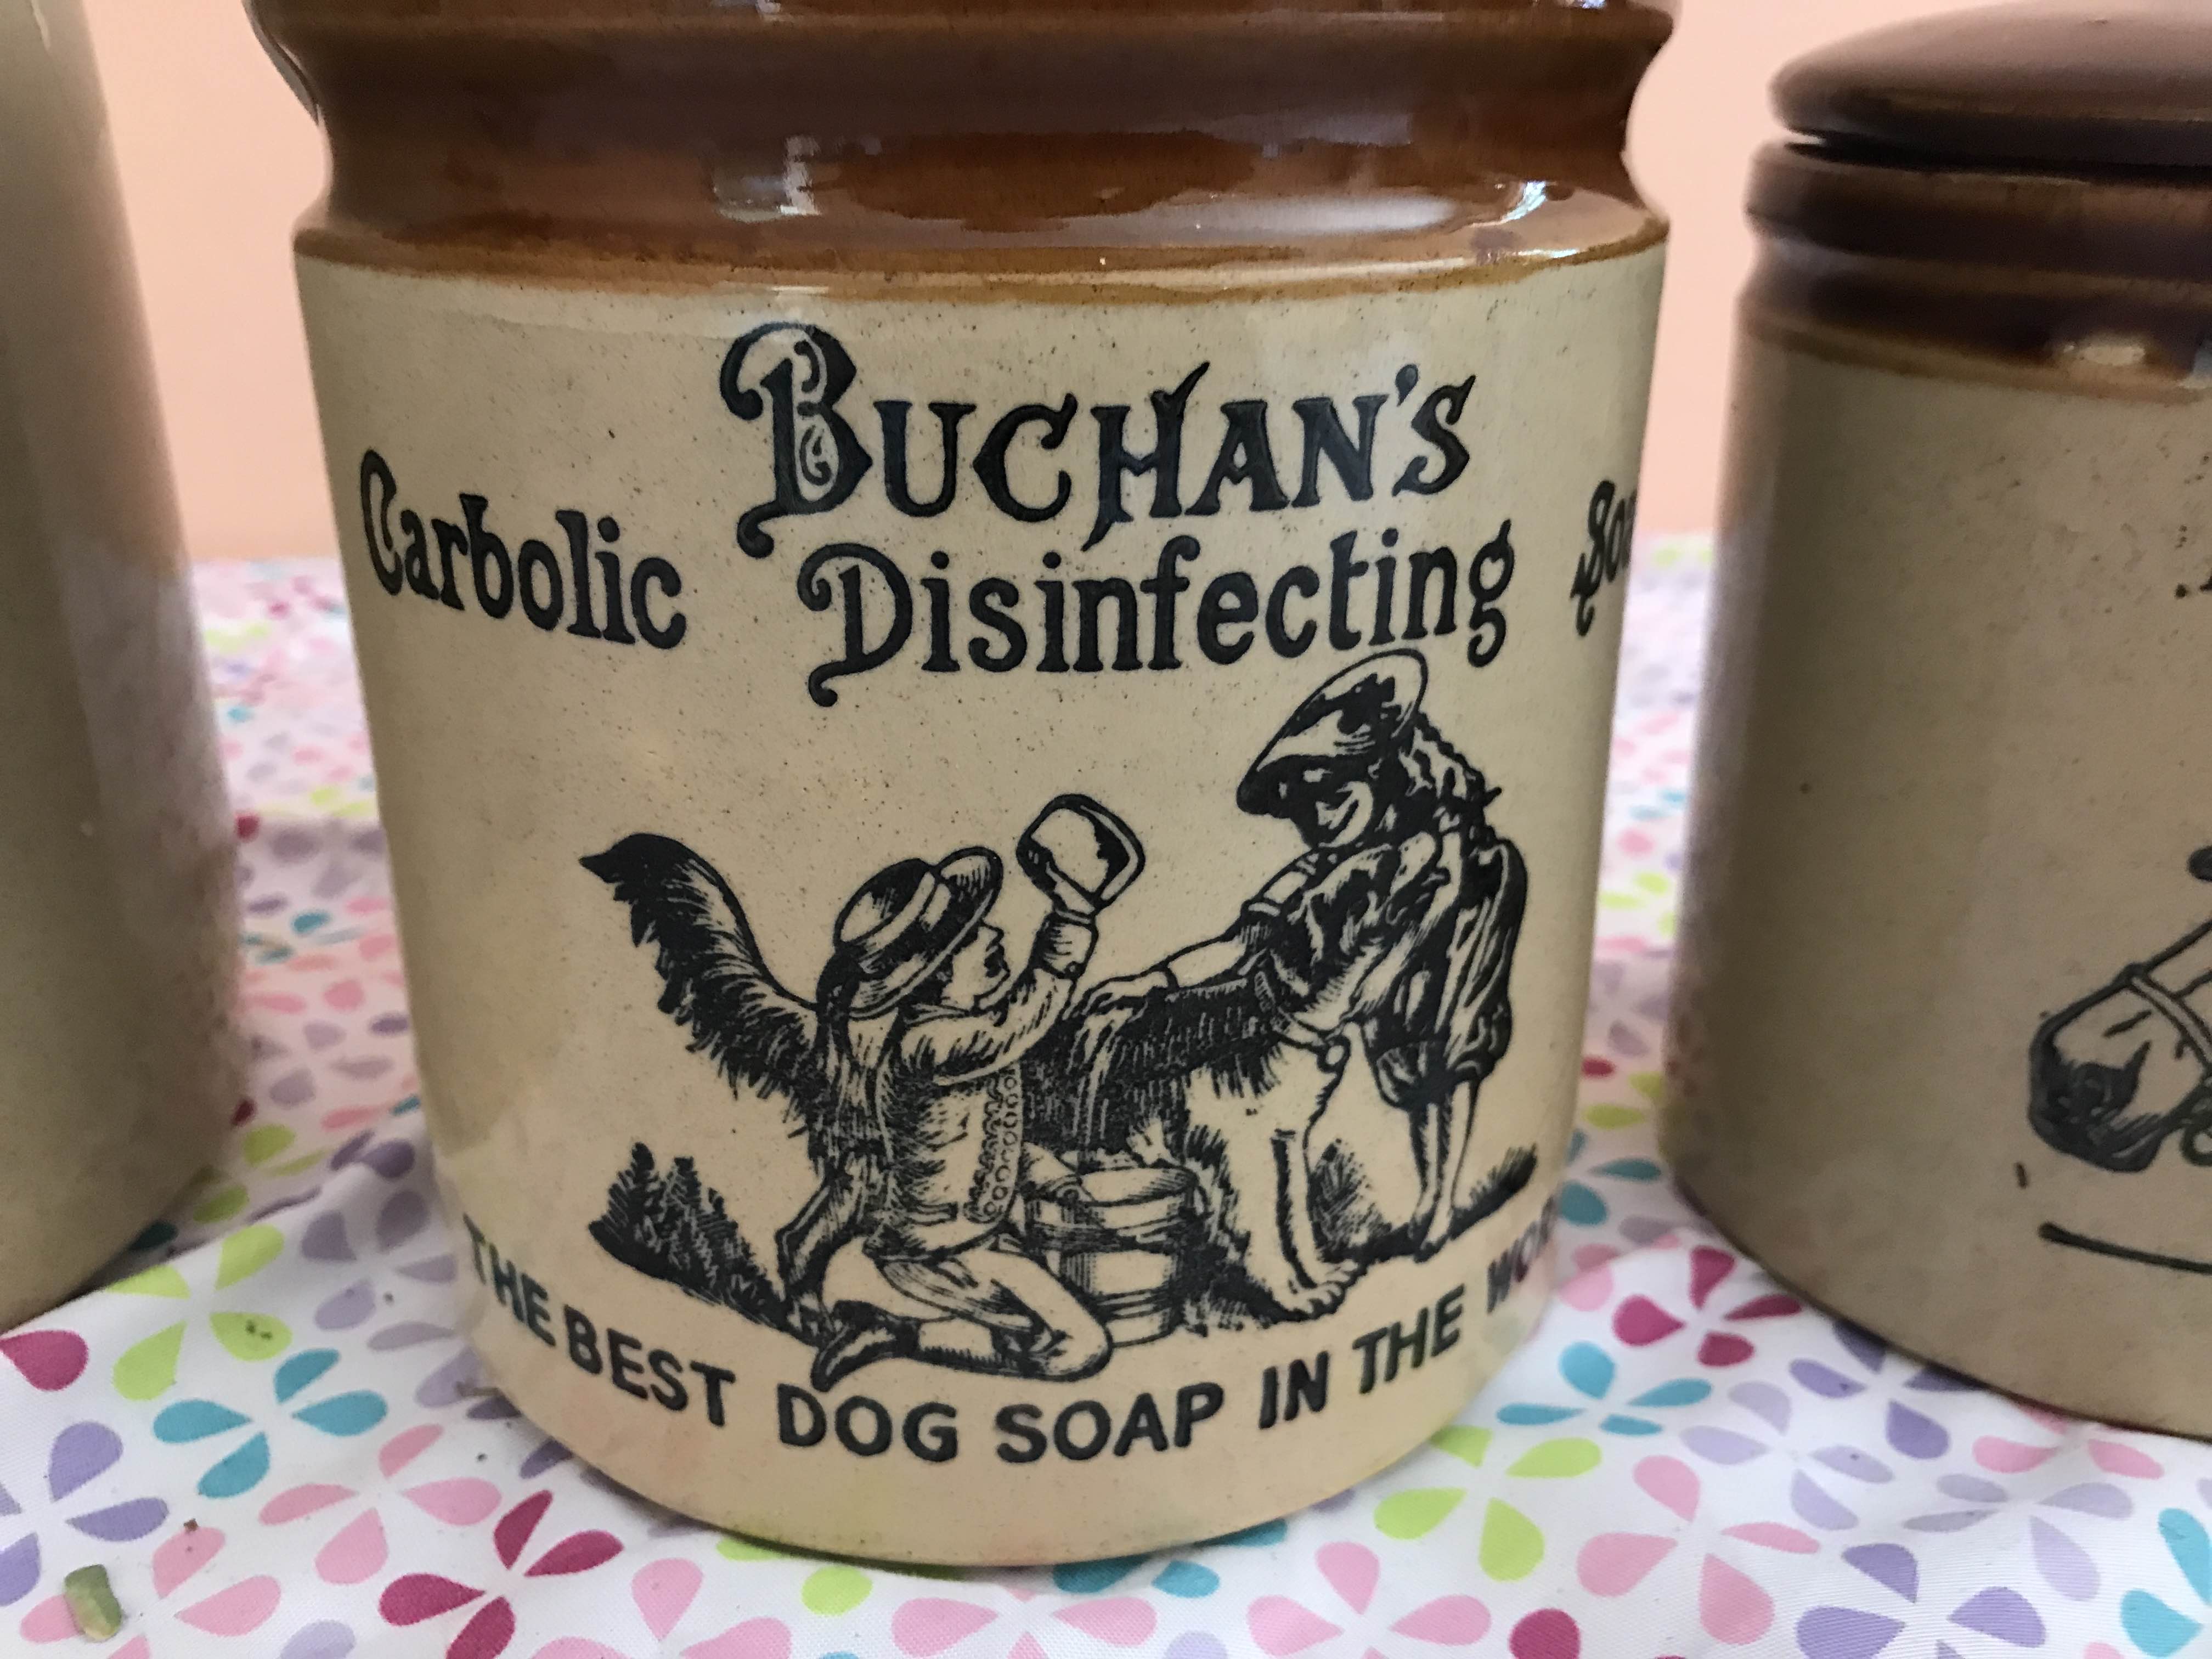 BUCHAN'S
Carbolic Disinfecting
THE BEST DOG SOAP IN THE